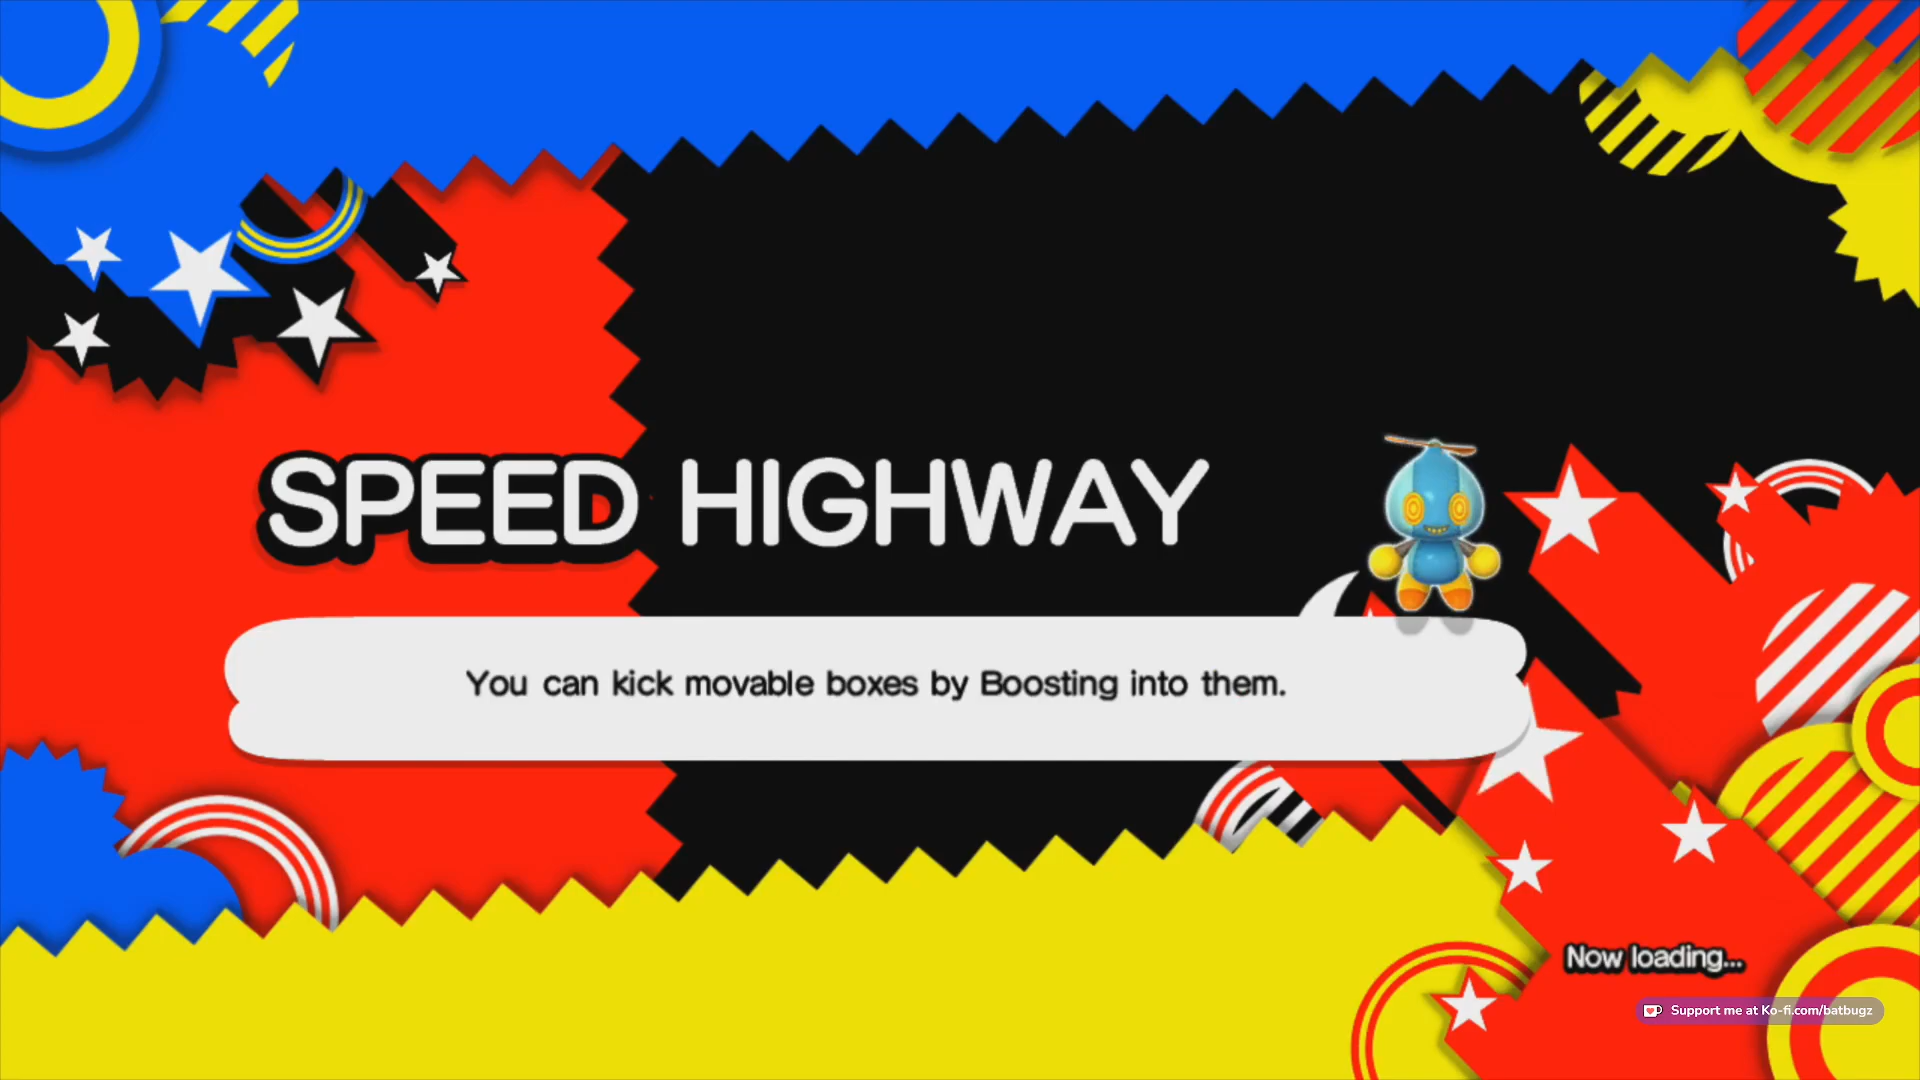 SPEED HIGHWAY
You can kick movable boxes by Boosting into them.
Now loading...
Support me at Ko-fi.com/batbugz